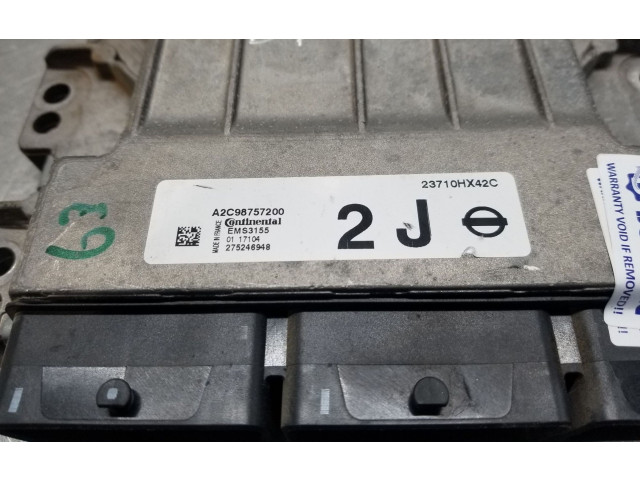 23710HX42C
A2C98757200
Continental
EMS3155
01 17104
275246948
MADE IN FRANCE
2 J
63
WARRANTY VOID IF REMOVED!!